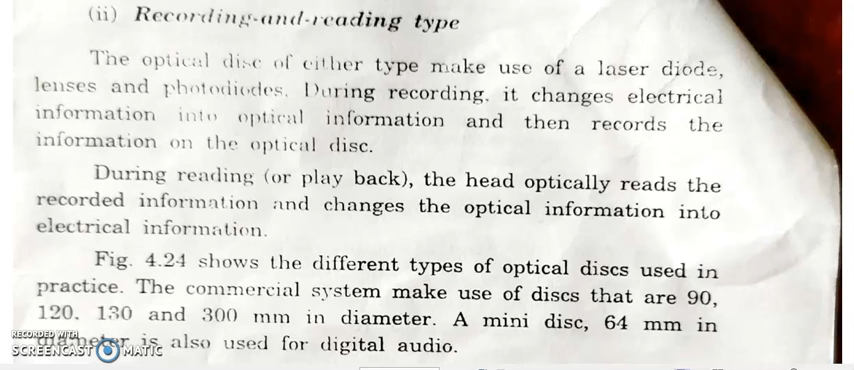 (ii) Recording-and-reading type
The optical disc of either type make use of a laser diode,
lenses and photodiodes. During recording, it changes electrical
information into optical information and then records the
information on the optical disc.
During reading (or play back), the head optically reads the
recorded information and changes the optical information into
electrical information.
Fig. 4.24 shows the different types of optical discs used in
practice. The commercial system make use of discs that are 90,
120, 130 and 300 mm in diameter. A mini disc, 64 mm in
diameter is also used for digital audio.
RECORDED WITH
SCREENCAST MATIC